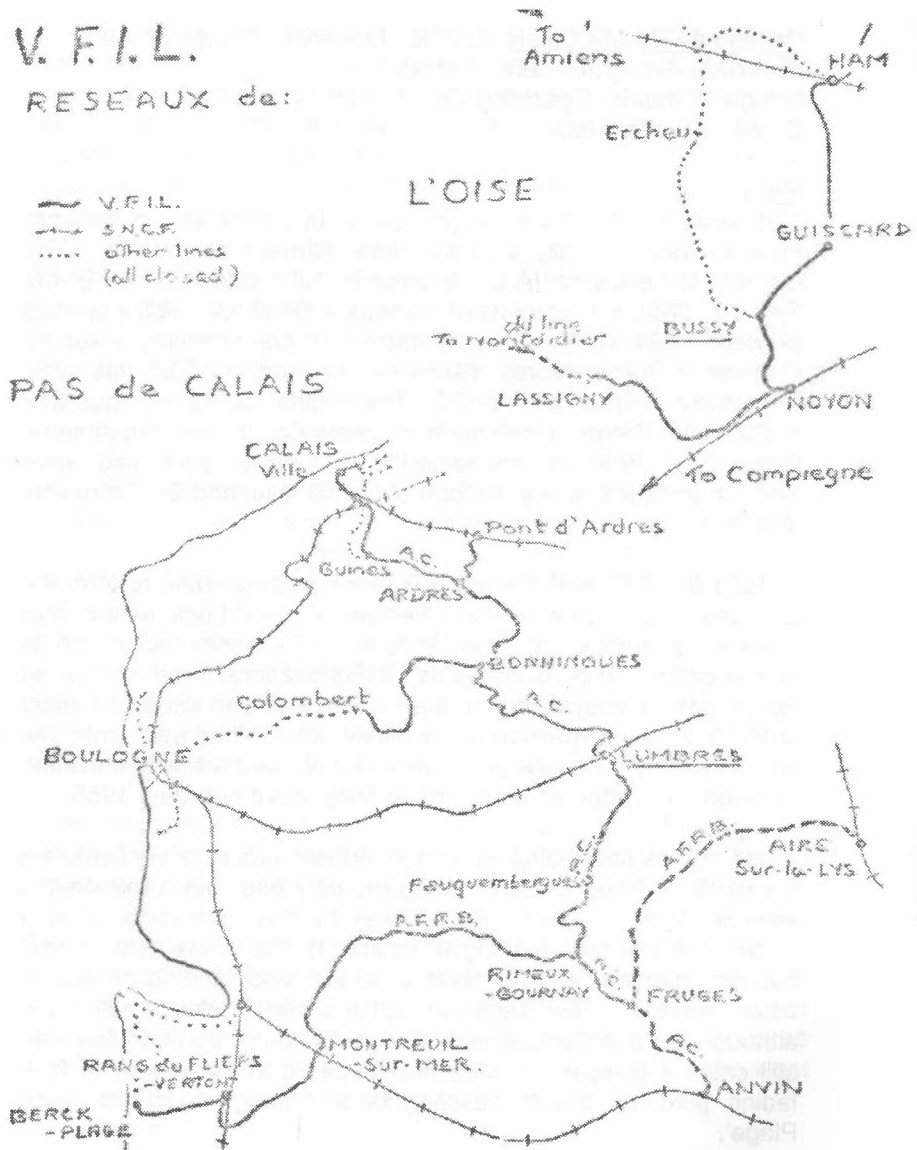 V.F.I.L.
RESEAUX de:
To Amiens
HAM
Ercheu
L'OISE
V.F.I.L.
S.N.C.F.
other lines
(all closed)
GUISCARD
BUSSY
old line
To Montdidier
LASSIGNY
NOYON
To Compiegne
PAS de CALAIS
CALAIS
Ville
Pont d'Ardres
A.C.
Guines
ARDRES
BONNINGUES
A.C.
Colombert
BOULOGNE
LUMBRES
A.F.R.B.
AIRE
Sur-la-LYS
A.C.
Fauquembergue
A.F.R.B.
A.C.
RIMEUX
-GOURNAY
FRUGES
A.C.
MONTREUIL
-Sur-MER
RANG du FLIERS
-VERTON
ANVIN
BERCK
-PLAGE